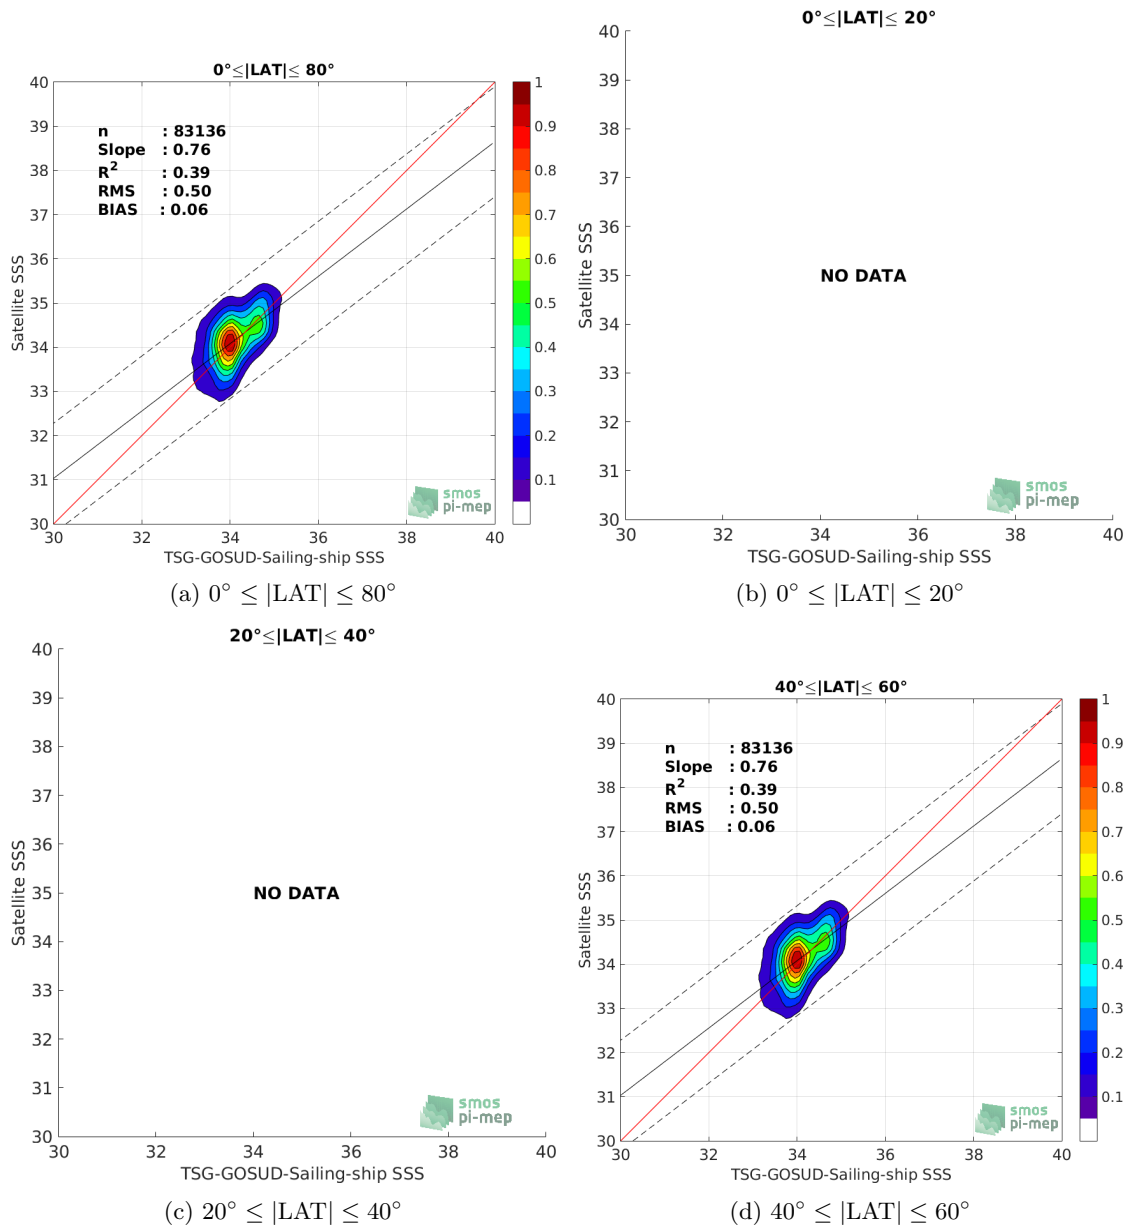 0°≤|LAT|≤ 80°
40
39
38
37
36
35
34
33
32
31
30
Satellite SSS
n : 83136
Slope : 0.76
R² : 0.39
RMS : 0.50
BIAS : 0.06
1
0.9
0.8
0.7
0.6
0.5
0.4
0.3
0.2
0.1
smos
pi-mep
30 32 34 36 38 40
TSG-GOSUD-Sailing-ship SSS
(a) 0° ≤ |LAT| ≤ 80°
0°≤|LAT|≤ 20°
40
39
38
37
36
35
34
33
32
31
30
Satellite SSS
NO DATA
smos
pi-mep
30 32 34 36 38 40
TSG-GOSUD-Sailing-ship SSS
(b) 0° ≤ |LAT| ≤ 20°
20°≤|LAT|≤ 40°
40
39
38
37
36
35
34
33
32
31
30
Satellite SSS
NO DATA
smos
pi-mep
30 32 34 36 38 40
TSG-GOSUD-Sailing-ship SSS
(c) 20° ≤ |LAT| ≤ 40°
40°≤|LAT|≤ 60°
40
39
38
37
36
35
34
33
32
31
30
Satellite SSS
n : 83136
Slope : 0.76
R² : 0.39
RMS : 0.50
BIAS : 0.06
1
0.9
0.8
0.7
0.6
0.5
0.4
0.3
0.2
0.1
smos
pi-mep
30 32 34 36 38 40
TSG-GOSUD-Sailing-ship SSS
(d) 40° ≤ |LAT| ≤ 60°